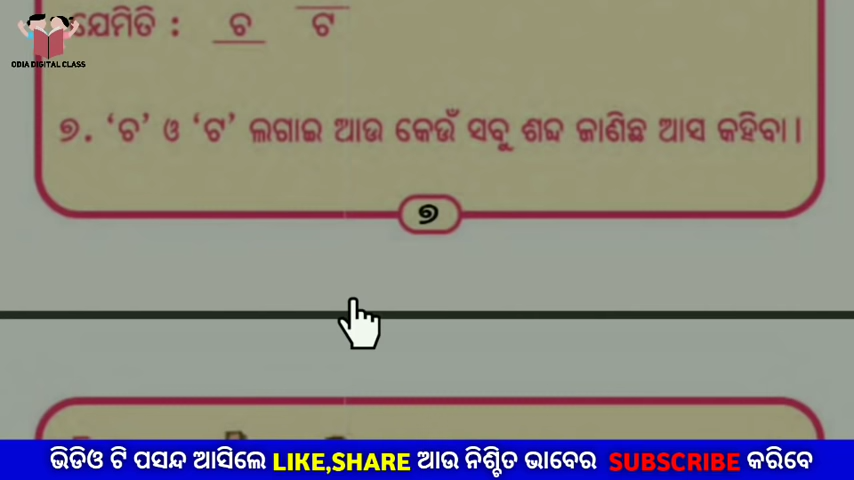 ଯେମିତି : ଚ ଟ
ODIA DIGITAL CLASS
୭. ‘ଚ’ ଓ ‘ଟ’ ଲଗାଇ ଆଉ କେଉଁ ସବୁ ଶବ୍ଦ ଜାଣିଛ ଆସ କହିବା ।
୭
ଭିଡିଓ ଟି ପସନ୍ଦ ଆସିଲେ LIKE,SHARE ଆଉ ନିଶ୍ଚିତ ଭାବେର SUBSCRIBE କରିବେ